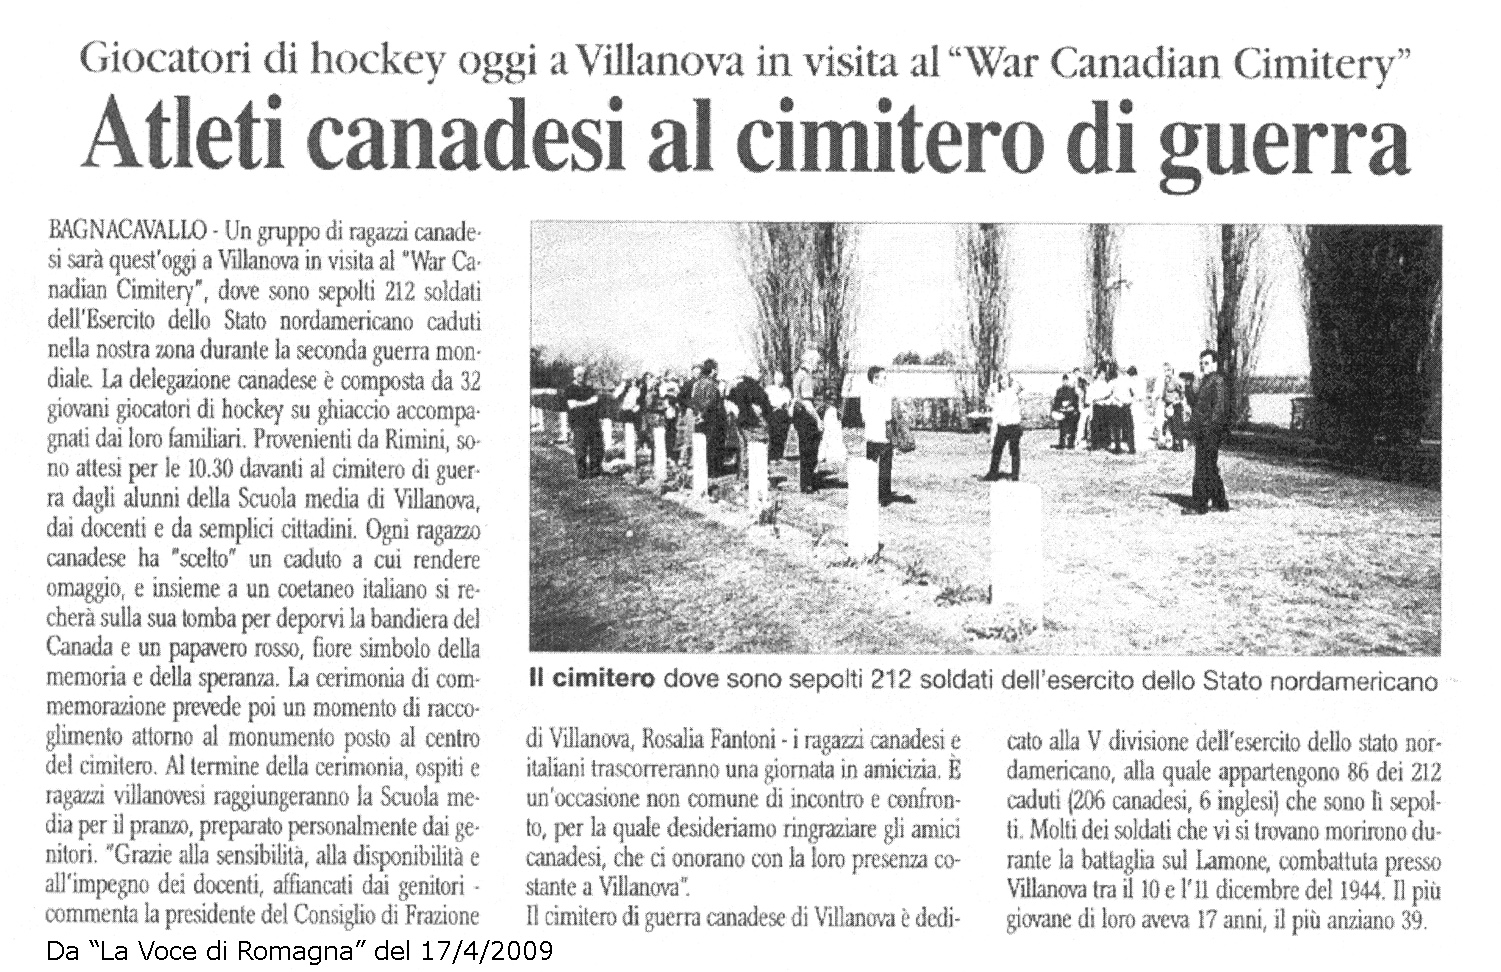 Giocatori di hockey oggi a Villanova in visita al “War Canadian Cimitery”
Atleti canadesi al cimitero di guerra
BAGNACAVALLO - Un gruppo di ragazzi canade-
si sarà quest'oggi a Villanova in visita al "War Ca-
nadian Cimitery", dove sono sepolti 212 soldati
dell'Esercito dello Stato nordamericano caduti
nella nostra zona durante la seconda guerra mon-
diale. La delegazione canadese è composta da 32
giovani giocatori di hockey su ghiaccio accompa-
gnati dai loro familiari. Provenienti da Rimini, so-
no attesi per le 10.30 davanti al cimitero di guer-
ra dagli alunni della Scuola media di Villanova,
dai docenti e da semplici cittadini. Ogni ragazzo
canadese ha "scelto" un caduto a cui rendere
omaggio, e insieme a un coetaneo italiano si re-
cherà sulla sua tomba per deporvi la bandiera del
Canada e un papavero rosso, fiore simbolo della
memoria e della speranza. La cerimonia di com-
memorazione prevede poi un momento di racco-
glimento attorno al monumento posto al centro
del cimitero. Al termine della cerimonia, ospiti e
ragazzi villanovesi raggiungeranno la Scuola me-
dia per il pranzo, preparato personalmente dai ge-
nitori. "Grazie alla sensibilità, alla disponibilità e
all'impegno dei docenti, affiancati dai genitori -
commenta la presidente del Consiglio di Frazione
Il cimitero dove sono sepolti 212 soldati dell'esercito dello Stato nordamericano
di Villanova, Rosalia Fantoni - i ragazzi canadesi e
italiani trascorreranno una giornata in amicizia. È
un'occasione non comune di incontro e confron-
to, per la quale desideriamo ringraziare gli amici
canadesi, che ci onorano con la loro presenza co-
stante a Villanova".
Il cimitero di guerra canadese di Villanova è dedi-
cato alla V divisione dell'esercito dello stato nor-
damericano, alla quale appartengono 86 dei 212
caduti (206 canadesi, 6 inglesi) che sono lì sepol-
ti. Molti dei soldati che vi si trovano morirono du-
rante la battaglia sul Lamone, combattuta presso
Villanova tra il 10 e l'11 dicembre del 1944. Il più
giovane di loro aveva 17 anni, il più anziano 39.
Da “La Voce di Romagna” del 17/4/2009